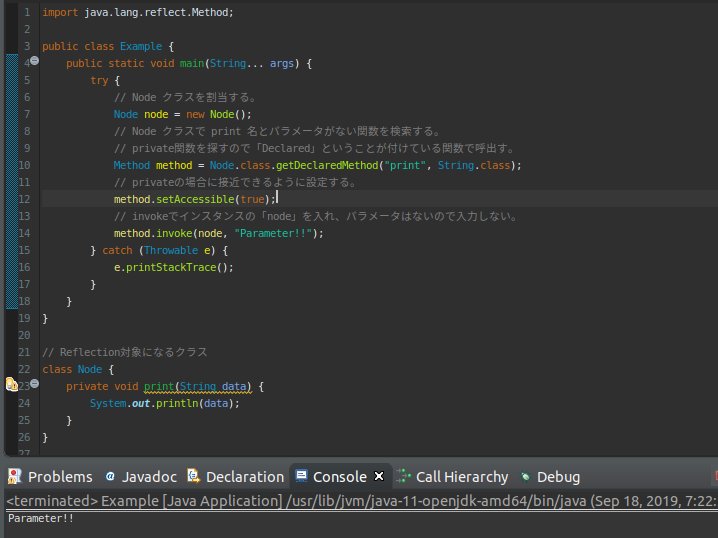 1 import java.lang.reflect.Method;
2
3 public class Example {
4 public static void main(String... args) {
5 try {
6 // Node クラスを割当する。
7 Node node = new Node();
8 // Node クラスで print 名とパラメータがない関数を検索する。
9 // private関数を探すので「Declared」ということが付けている関数で呼出す。
10 Method method = Node.class.getDeclaredMethod("print", String.class);
11 // privateの場合に接近できるように設定する。
12 method.setAccessible(true);
13 // invokeでインスタンスの「node」を入れ、パラメータはないので入力しない。
14 method.invoke(node, "Parameter!!");
15 } catch (Throwable e) {
16 e.printStackTrace();
17 }
18 }
19 }
20
21 // Reflection対象になるクラス
22 class Node {
23 private void print(String data) {
24 System.out.println(data);
25 }
26 }
27
Problems Javadoc Declaration Console Call Hierarchy Debug
<terminated> Example [Java Application] /usr/lib/jvm/java-11-openjdk-amd64/bin/java (Sep 18, 2019, 7:22:
Parameter!!